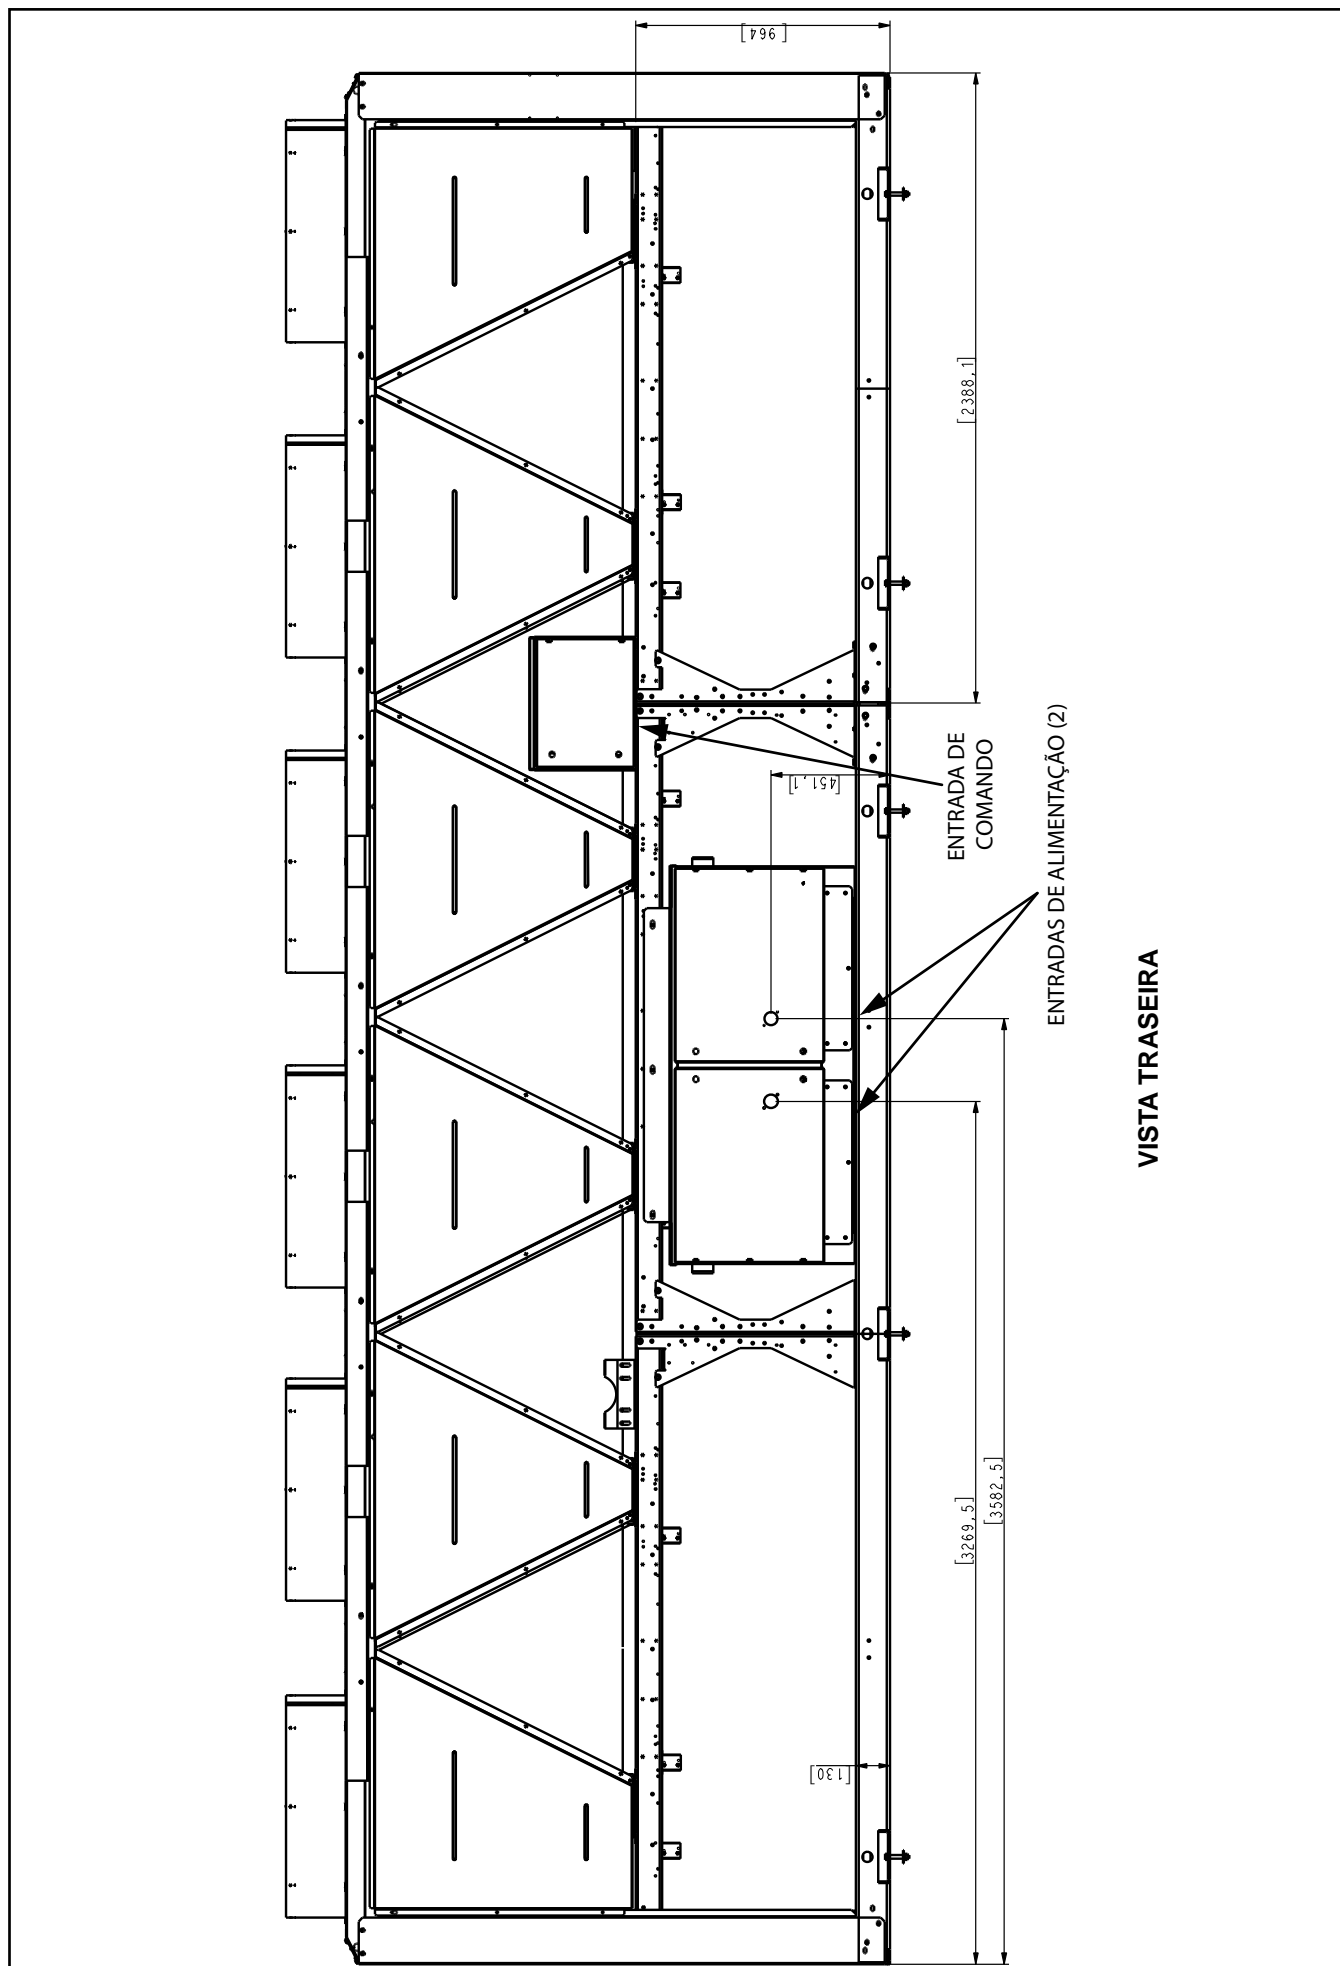 [964]
[2388,1]
ENTRADA DE
COMANDO
[451,1]
ENTRADAS DE ALIMENTAÇÃO (2)
[3269,5]
[3582,5]
[130]
VISTA TRASEIRA